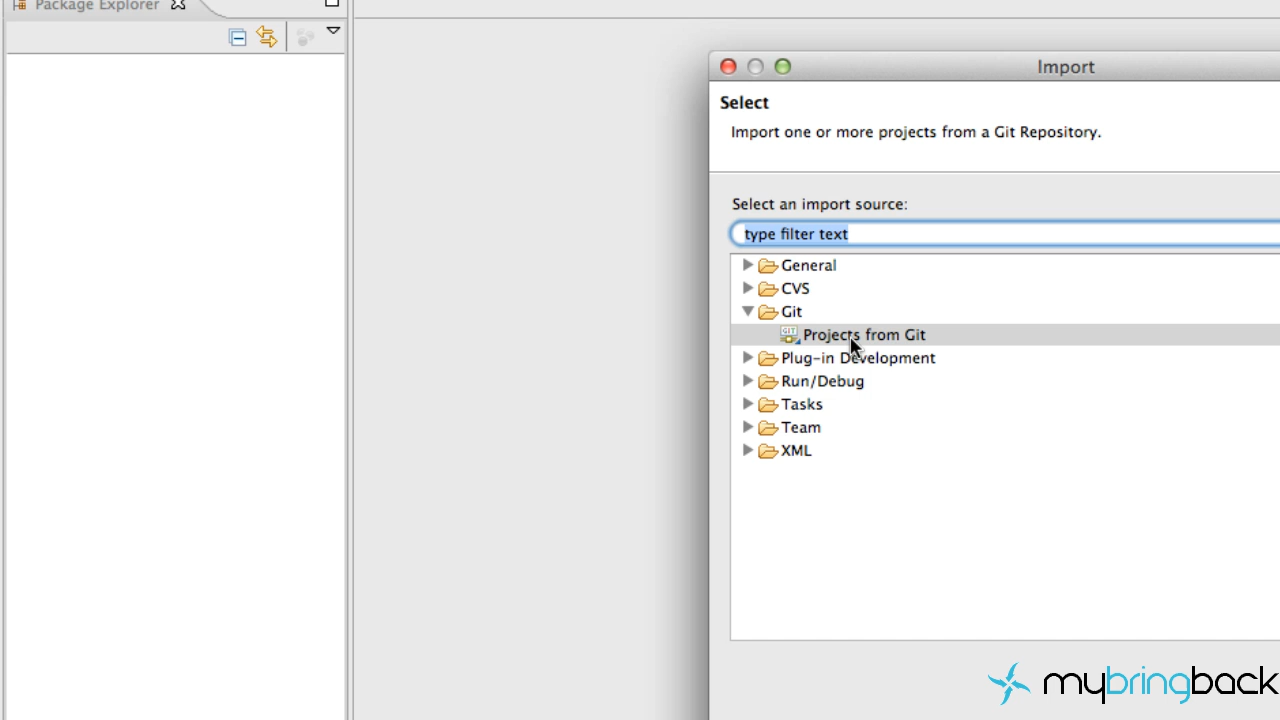 Package Explorer
Import
Select
Import one or more projects from a Git Repository.
Select an import source:
type filter text
General
CVS
Git
GIT
Projects from Git
Plug-in Development
Run/Debug
Tasks
Team
XML
mybringback